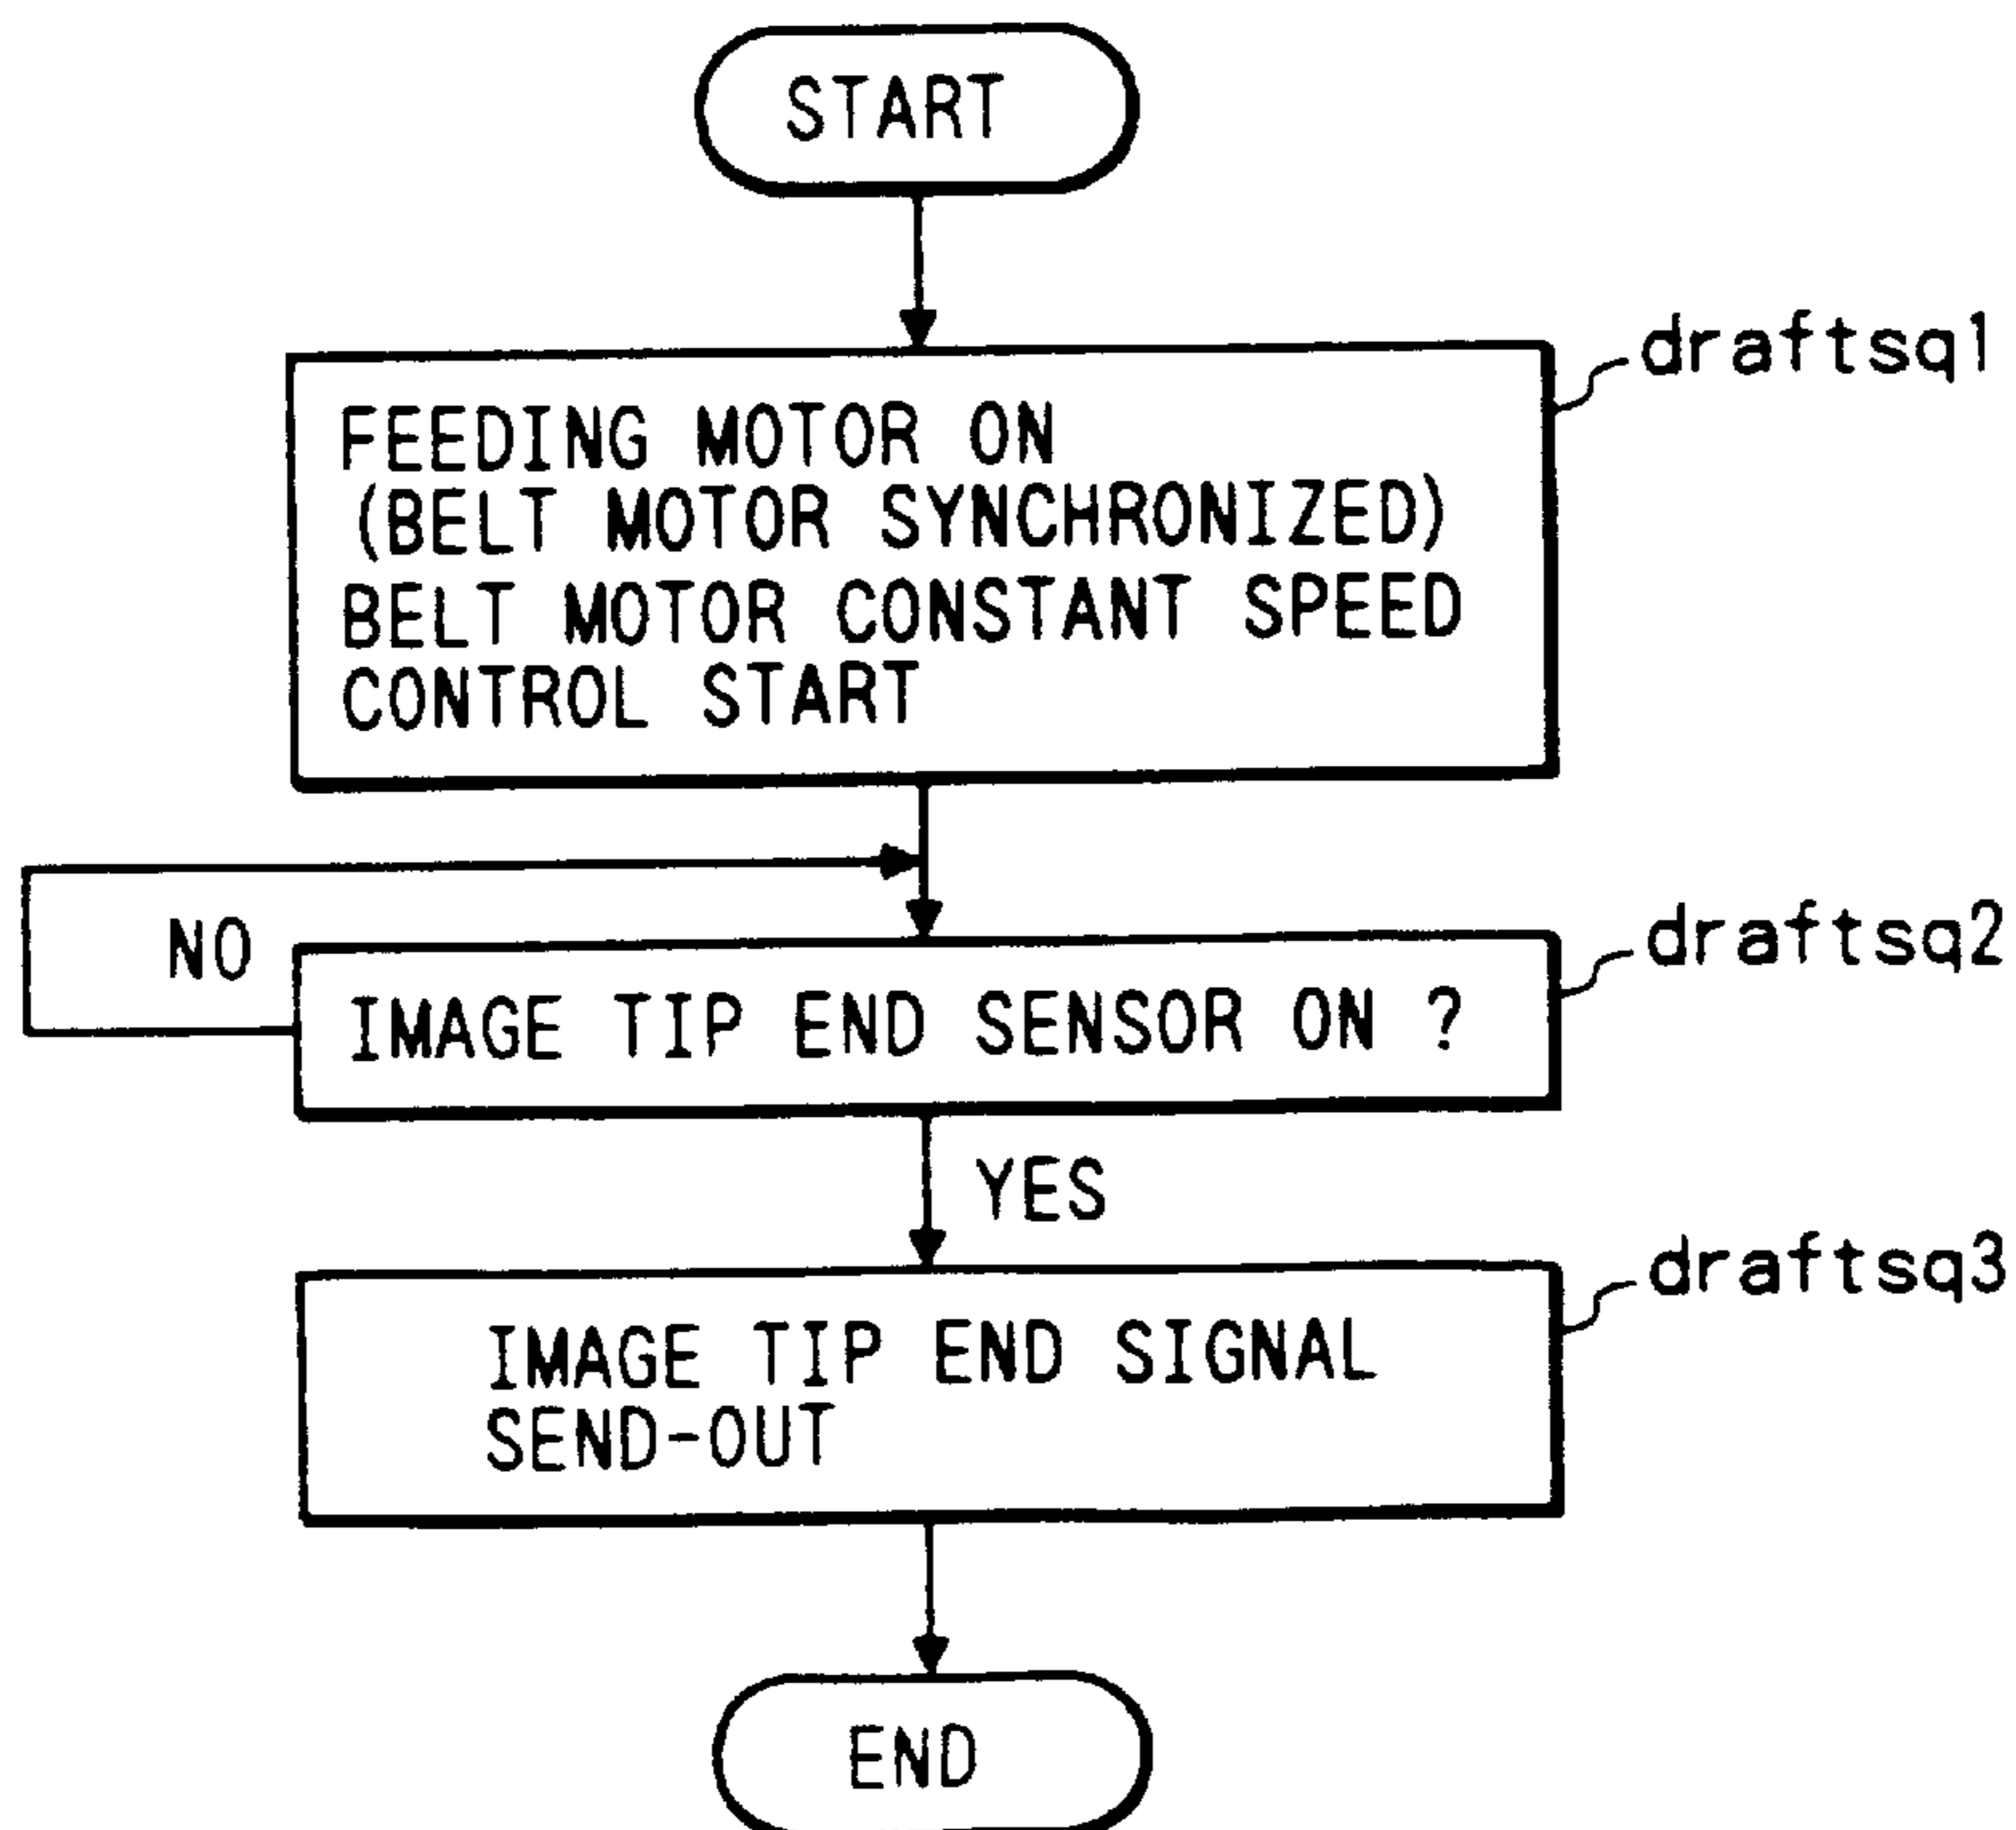 START
draftsq1
FEEDING MOTOR ON
(BELT MOTOR SYNCHRONIZED)
BELT MOTOR CONSTANT SPEED
CONTROL START
NO
draftsq2
IMAGE TIP END SENSOR ON ?
YES
draftsq3
IMAGE TIP END SIGNAL
SEND-OUT
END